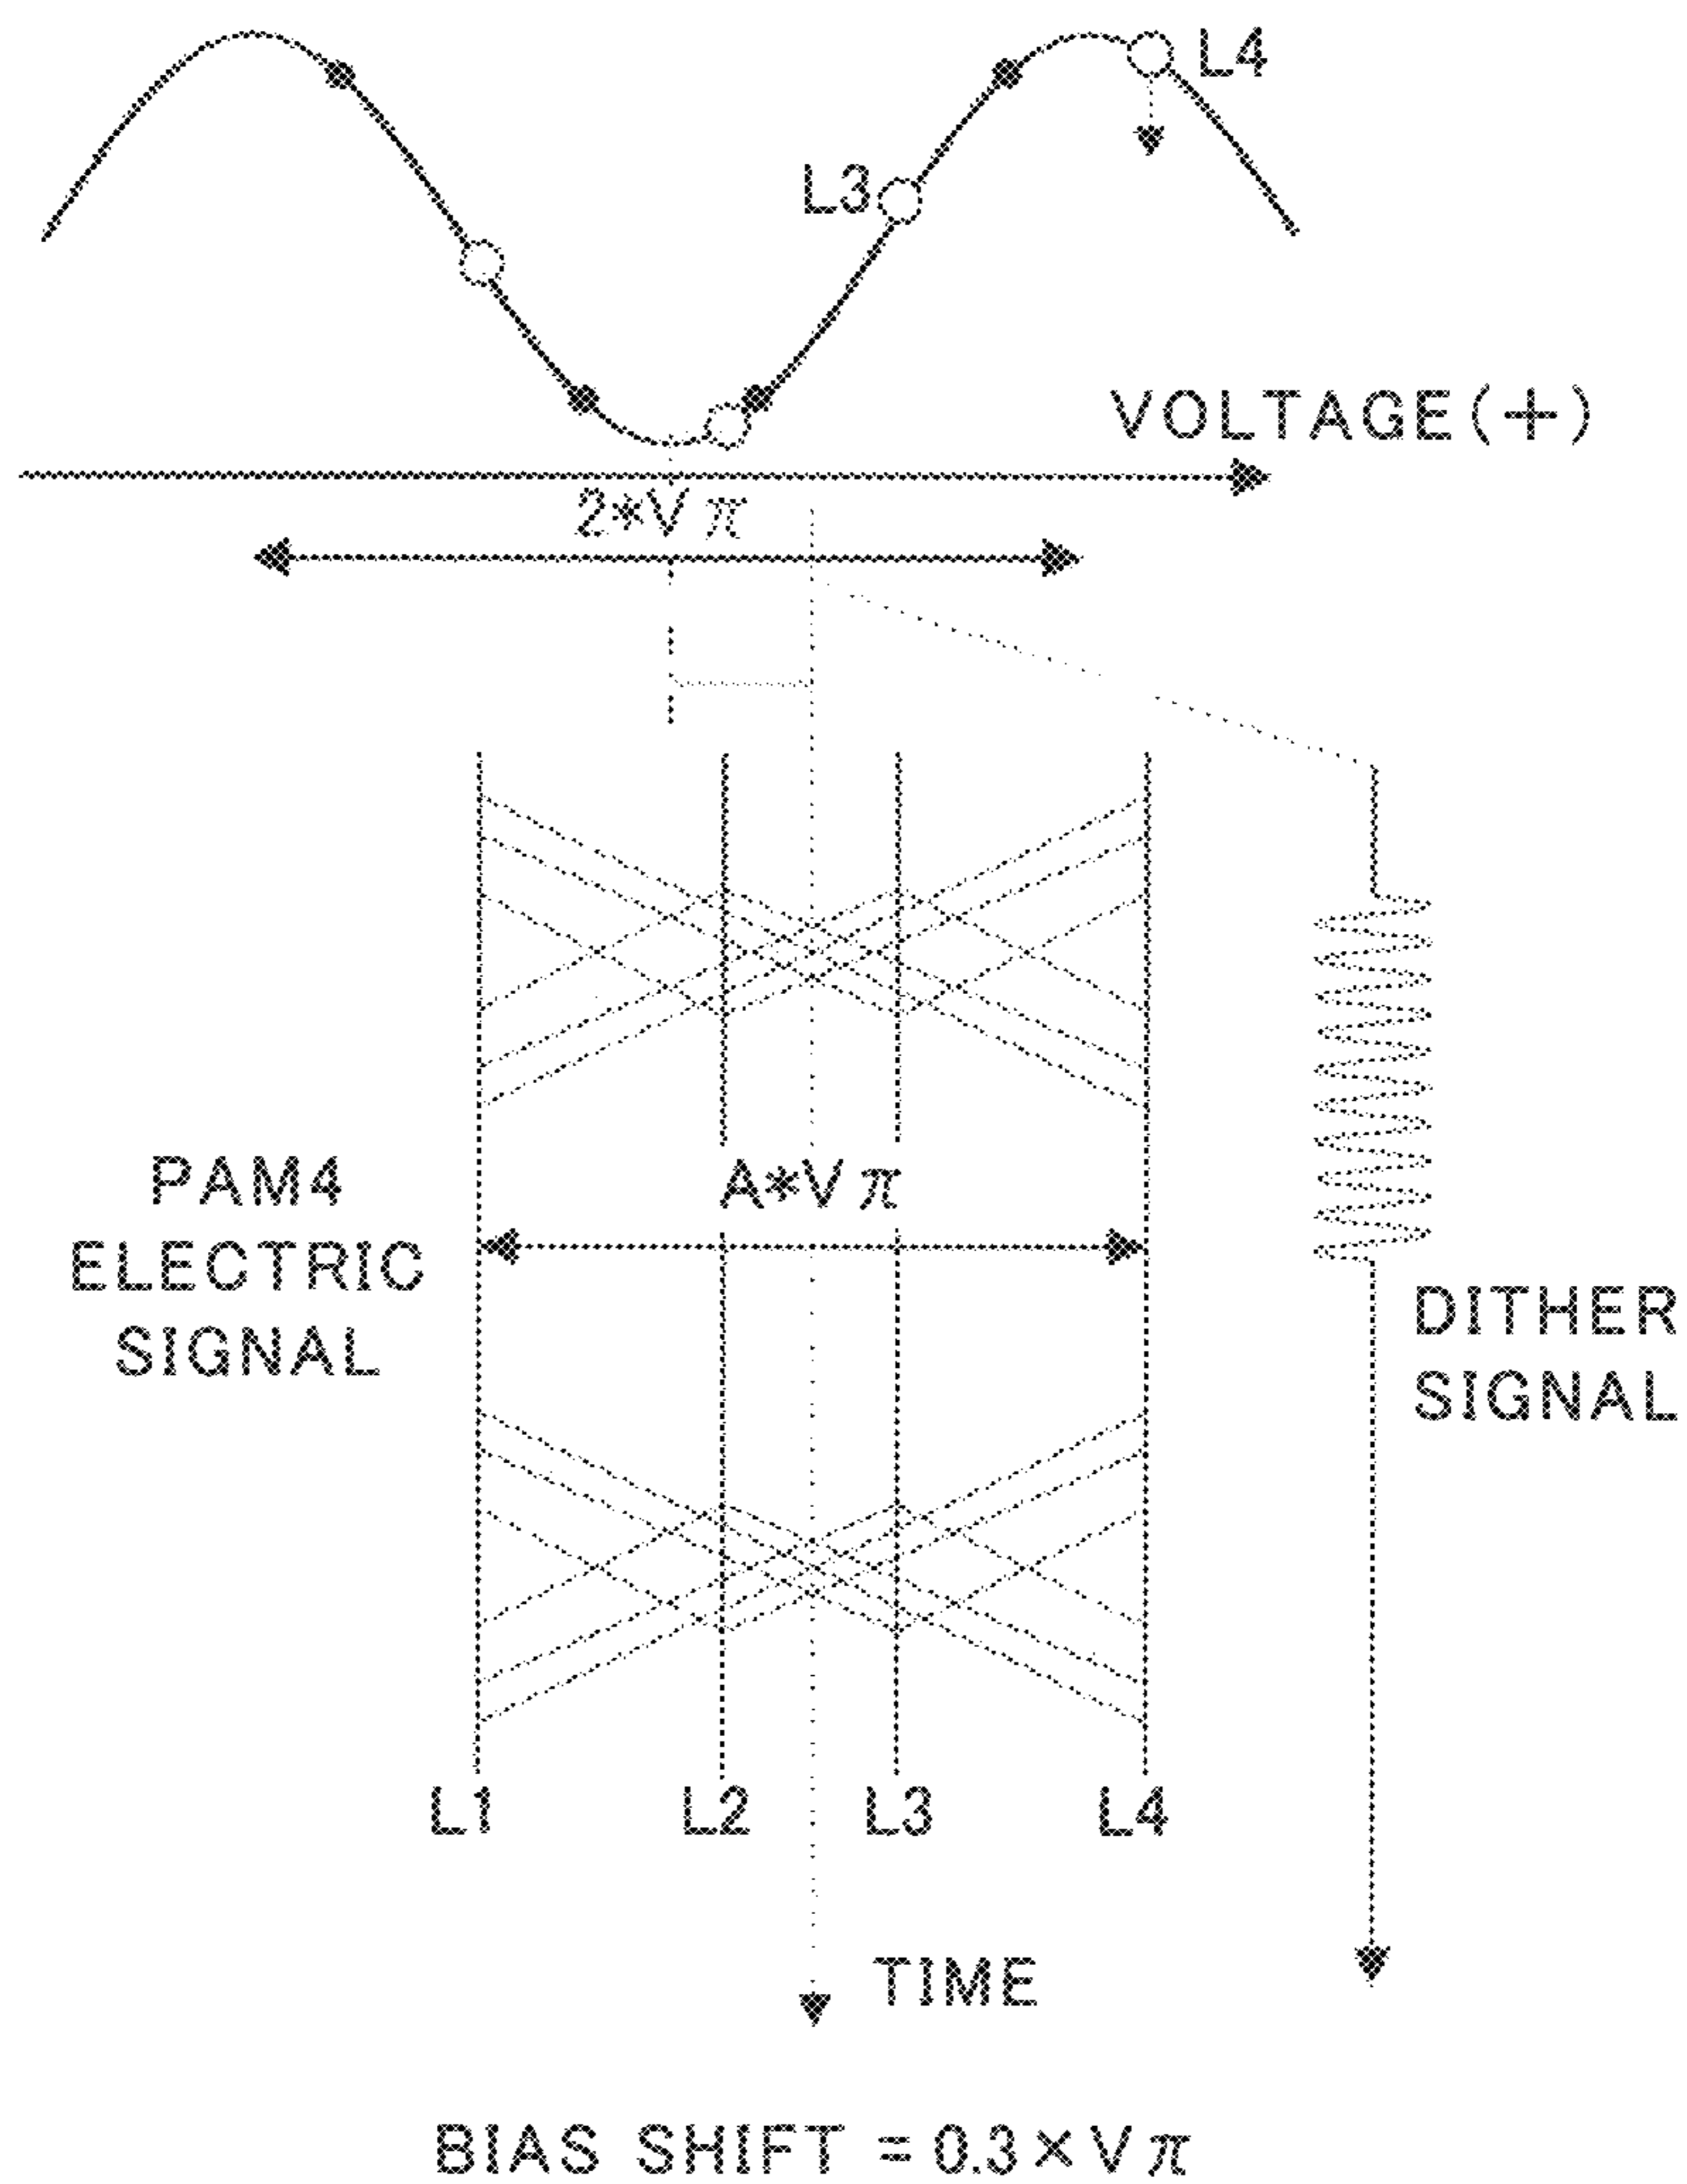 L4
L3
VOLTAGE(+)
2*Vπ
PAM4
ELECTRIC
SIGNAL
A*Vπ
DITHER
SIGNAL
L1 L2 L3 L4
TIME
BIAS SHIFT = 0.3×Vπ